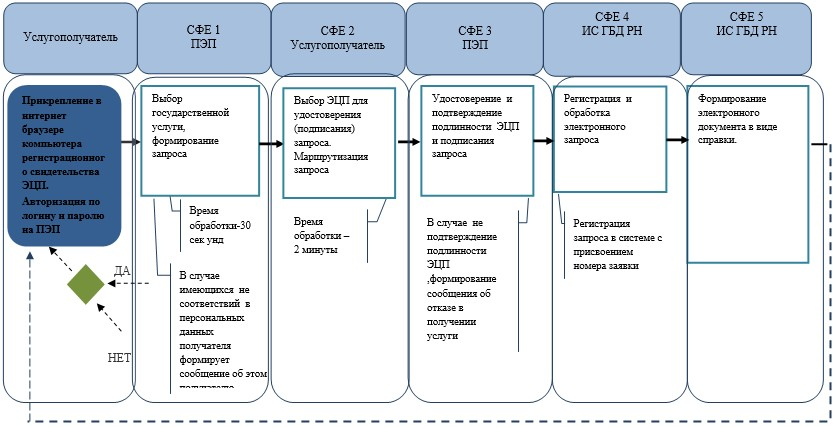 Услугополучатель
СФЕ 1
ПЭП
СФЕ 2
Услугополучатель
СФЕ 3
ПЭП
СФЕ 4
ИС ГБД РН
СФЕ 5
ИС ГБД РН
Прикрепление в
интернет
браузере
компьютера
регистрационног
о свидетельства
ЭЦП.
Авторизация по
логину и паролю
на ПЭП
Выбор
государственной
услуги,
формирование
запроса
Выбор ЭЦП для
удостоверения
(подписания)
запроса.
Маршрутизация
запроса
Удостоверение и
подтверждение
подлинности ЭЦП
и подписания
запроса
Регистрация и
обработка
электронного
запроса
Формирование
электронного
документа в виде
справки.
Время
обработки-30
сек унд
Время
обработки –
2 минуты
В случае не
подтверждение
подлинности
ЭЦП
,формирование
сообщения об
отказе в
получении
услуги
Регистрация
запроса в системе с
присвоением
номера заявки
ДА
НЕТ
В случае
имеющихся не
соответствий в
персональных
данных
получателя
формирует
сообщение об этом
получателю